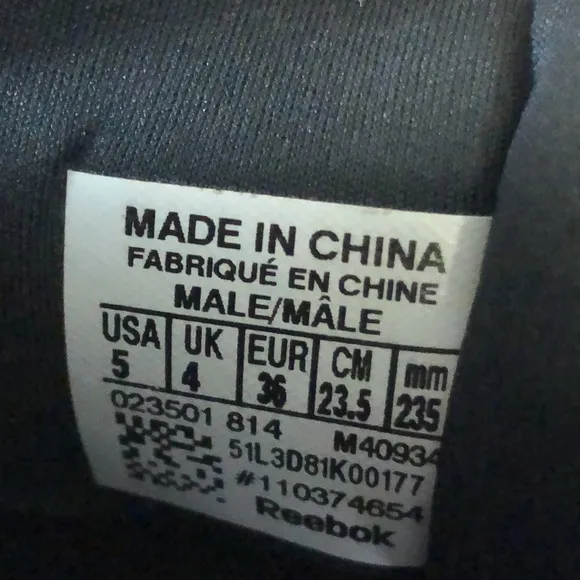 MADE IN CHINA
FABRIQUÉ EN CHINE
MALE/MÂLE
USA UK EUR CM mm
5 4 36 23.5 235
023501 814 M40934
51L3D81K00177
#110374654
Reebok